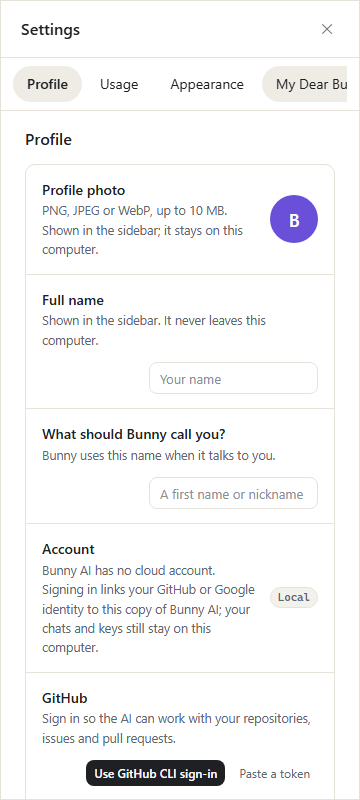 Settings
Profile
Usage
Appearance
My Dear Bu
Profile
Profile photo
PNG, JPEG or WebP, up to 10 MB.
Shown in the sidebar; it stays on this
computer.
B
Full name
Shown in the sidebar. It never leaves this
computer.
Your name
What should Bunny call you?
Bunny uses this name when it talks to you.
A first name or nickname
Account
Bunny AI has no cloud account.
Signing in links your GitHub or Google
identity to this copy of Bunny AI; your
chats and keys still stay on this
computer.
Local
GitHub
Sign in so the AI can work with your repositories,
issues and pull requests.
Use GitHub CLI sign-in
Paste a token